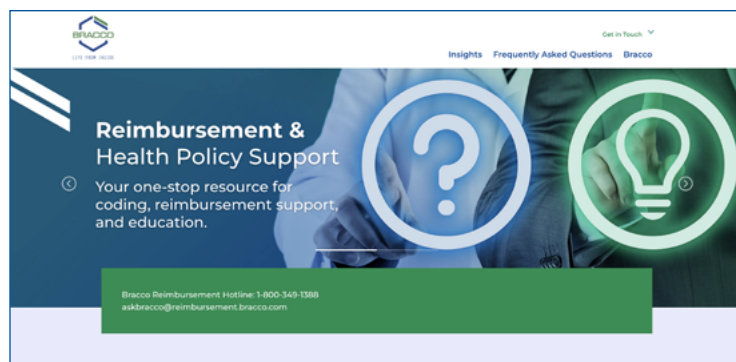 BRACCO
LIFE FROM INSIDE
Get in Touch
Insights Frequently Asked Questions Bracco
Reimbursement &
Health Policy Support
Your one-stop resource for
coding, reimbursement support,
and education.
Bracco Reimbursement Hotline: 1-800-349-1388
askbracco@reimbursement.bracco.com